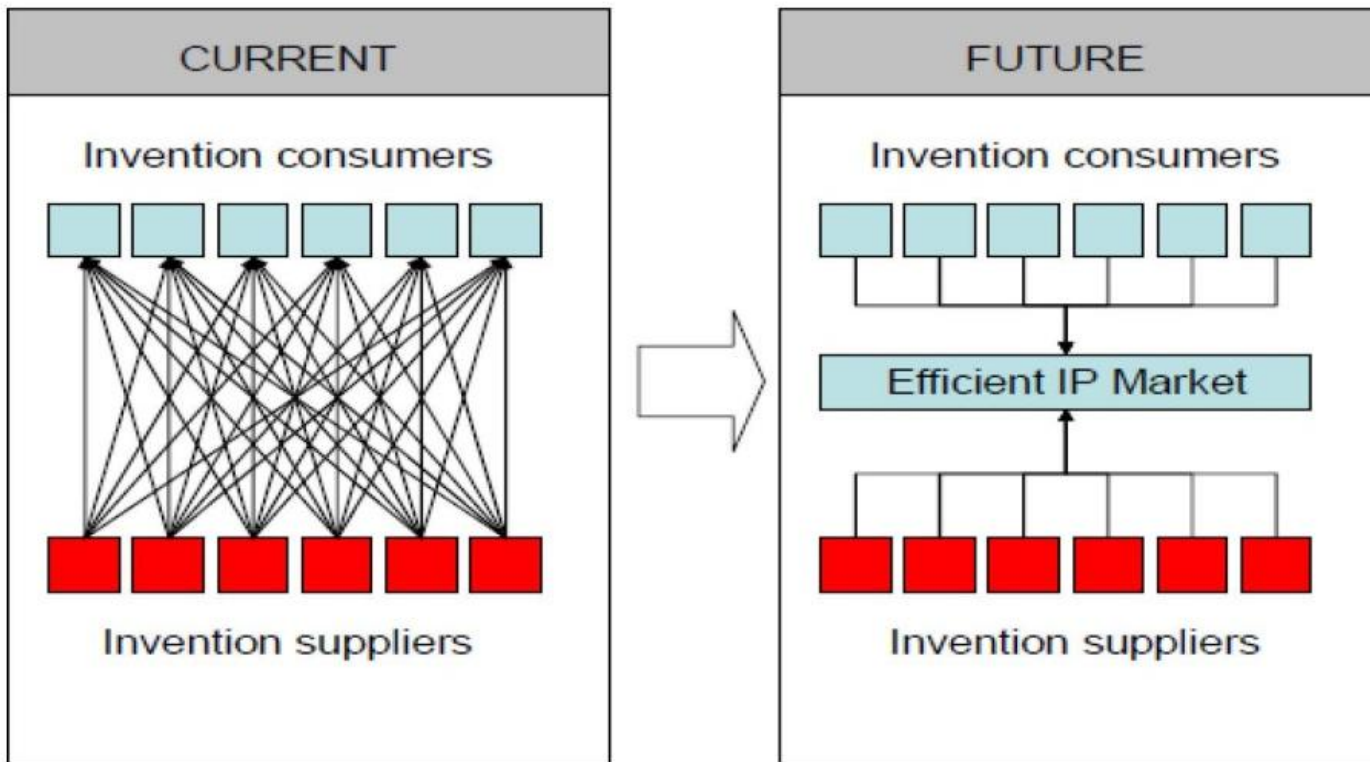 CURRENT
Invention consumers
Invention suppliers
FUTURE
Invention consumers
Efficient IP Market
Invention suppliers